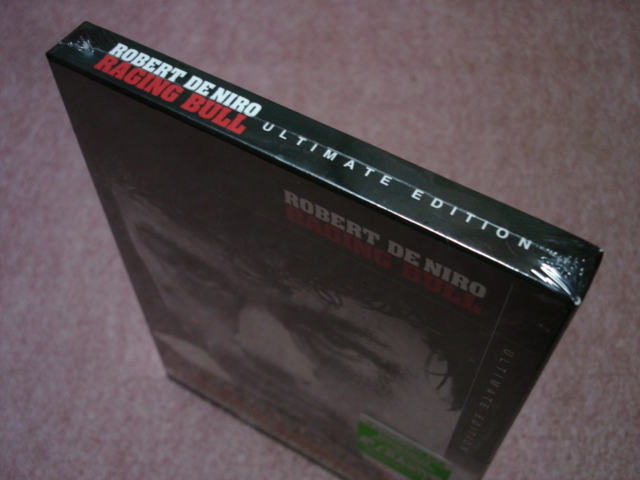 ROBERT DE NIRO
RAGING BULL
ULTIMATE EDITION
ROBERT DE NIRO
RAGING BULL
ULTIMATE EDITION